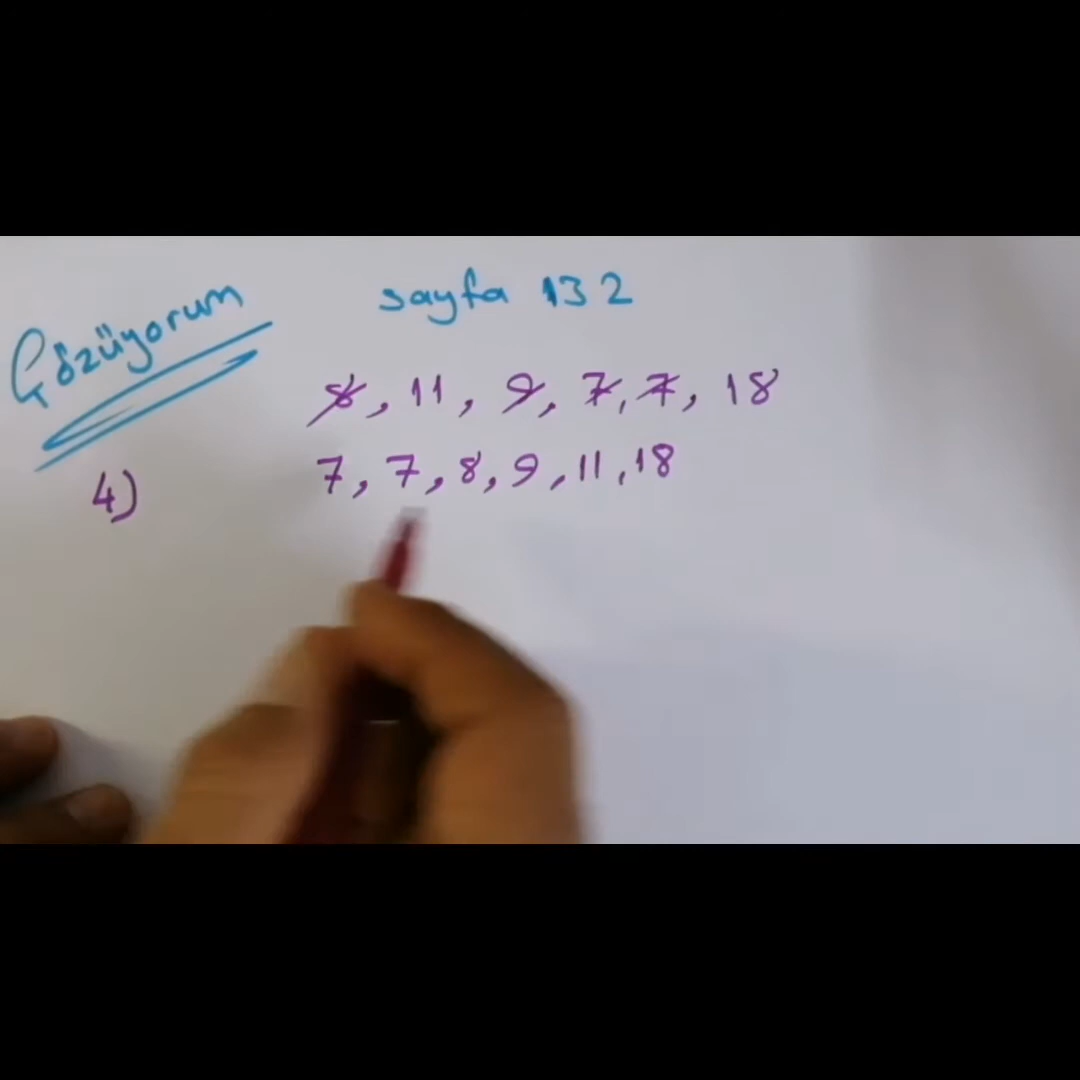 Çözüyorum
sayfa 132
8, 11, 9, 7, 7, 18
4) 7, 7, 8, 9, 11, 18